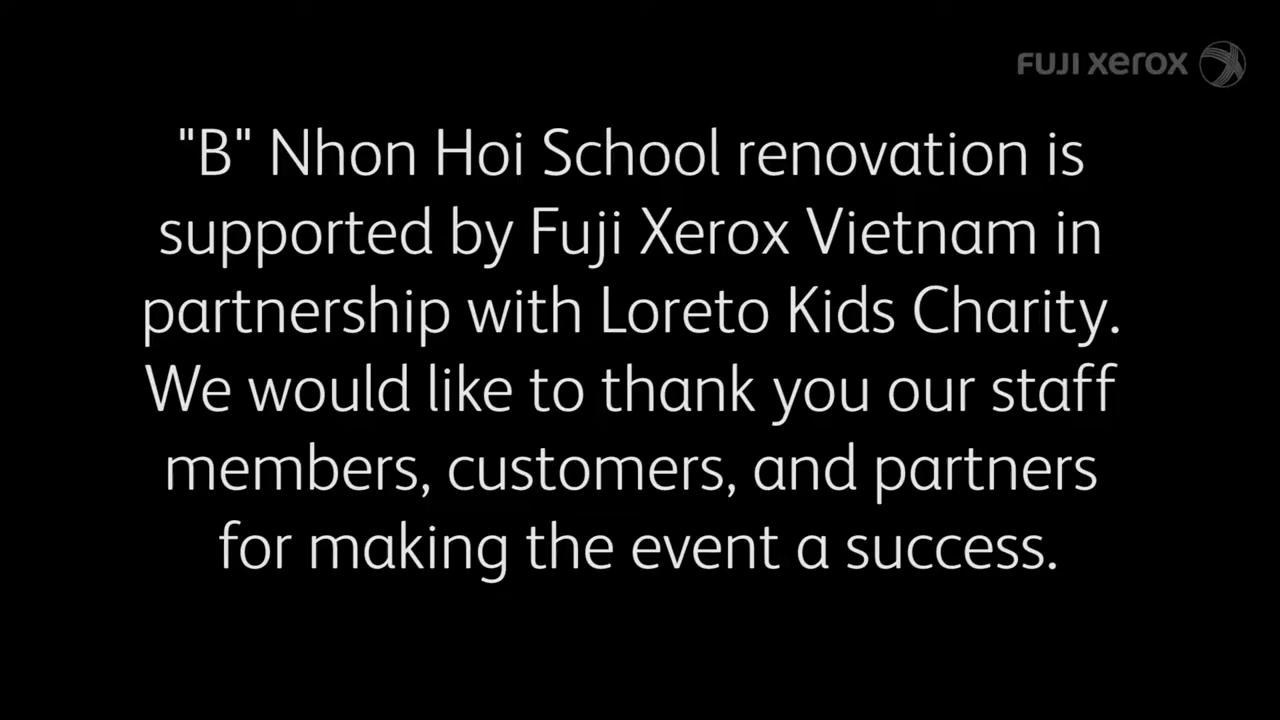 FUJI xerox
"B" Nhon Hoi School renovation is
supported by Fuji Xerox Vietnam in
partnership with Loreto Kids Charity.
We would like to thank you our staff
members, customers, and partners
for making the event a success.